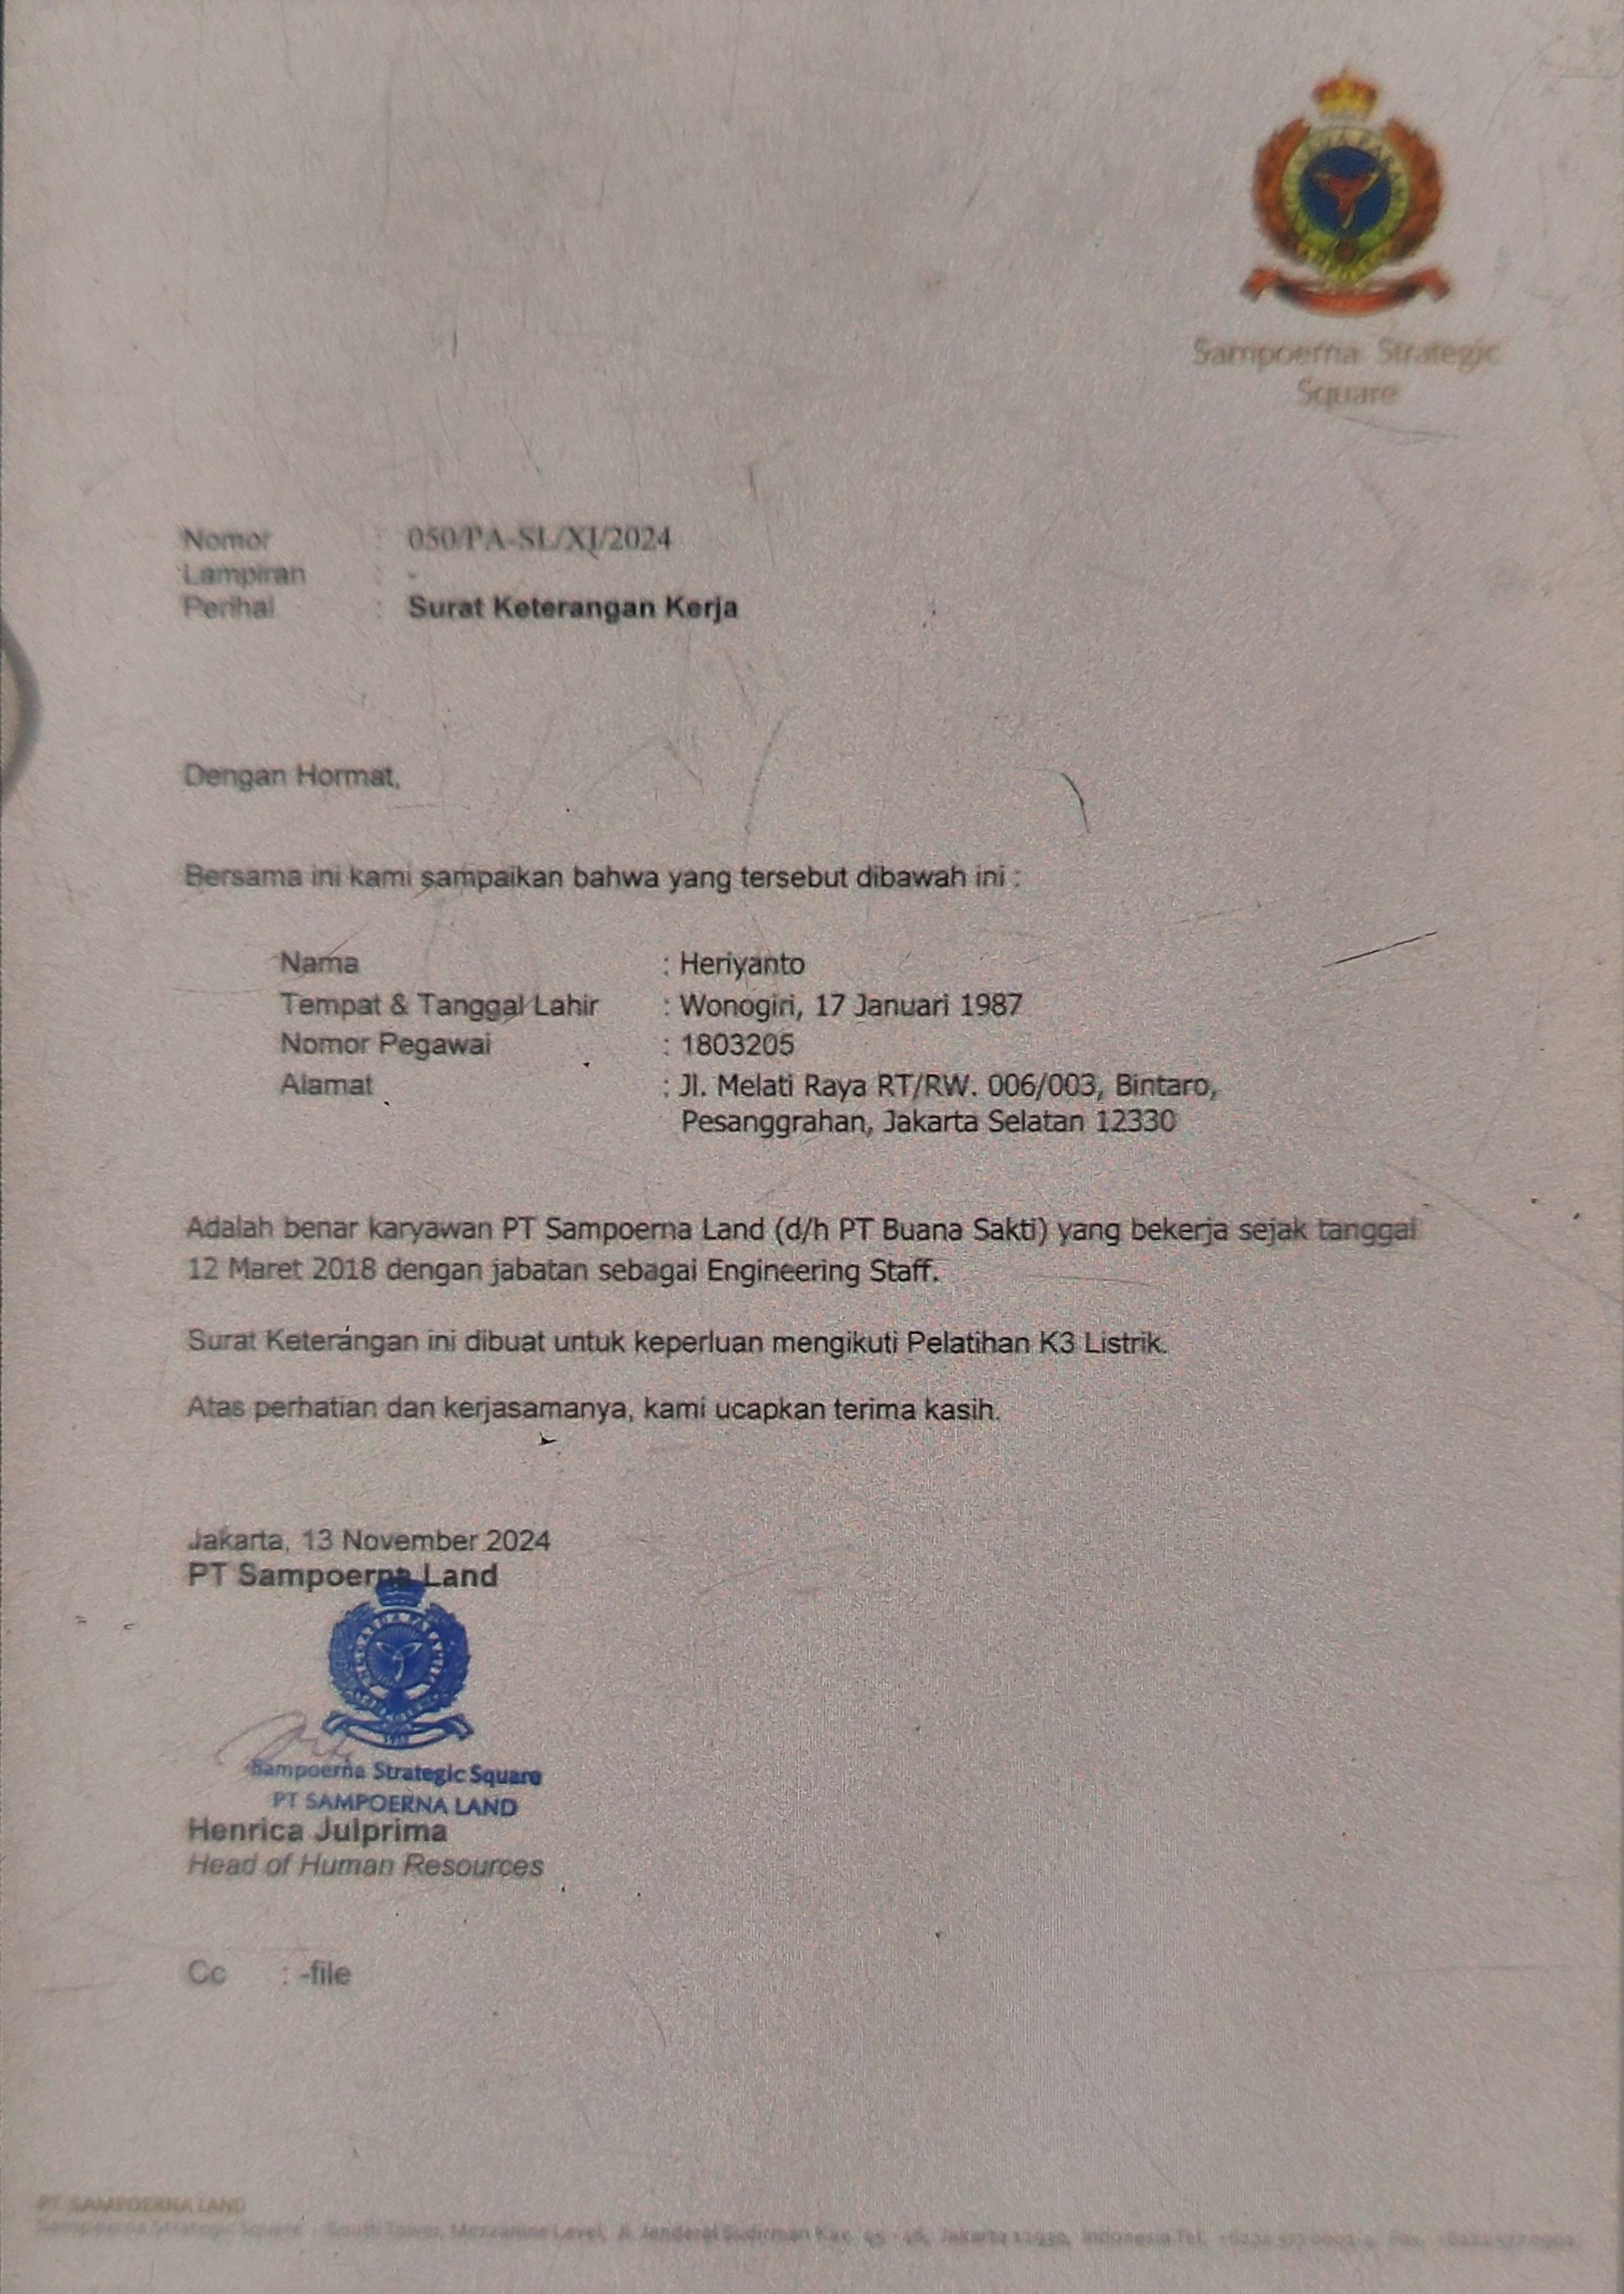 Sampoerna Strategic
Square
Nomor : 050/PA-SL/XI/2024
Lampiran : -
Perihal : Surat Keterangan Kerja
Dengan Hormat,
Bersama ini kami sampaikan bahwa yang tersebut dibawah ini :
Nama : Heriyanto
Tempat & Tanggal Lahir : Wonogiri, 17 Januari 1987
Nomor Pegawai : 1803205
Alamat : Jl. Melati Raya RT/RW. 006/003, Bintaro,
Pesanggrahan, Jakarta Selatan 12330
Adalah benar karyawan PT Sampoerna Land (d/h PT Buana Sakti) yang bekerja sejak tanggal
12 Maret 2018 dengan jabatan sebagai Engineering Staff.
Surat Keterangan ini dibuat untuk keperluan mengikuti Pelatihan K3 Listrik.
Atas perhatian dan kerjasamanya, kami ucapkan terima kasih.
Jakarta, 13 November 2024
PT Sampoerna Land
Sampoerna Strategic Square
PT SAMPOERNA LAND
Henrica Julprima
Head of Human Resources
Cc : -file
PT SAMPOERNA LAND
Sampoerna Strategic Square - South Tower, Mezzanine Level, Jl. Jenderal Sudirman Kav. 45 - 46, Jakarta 12930, Indonesia Tel.